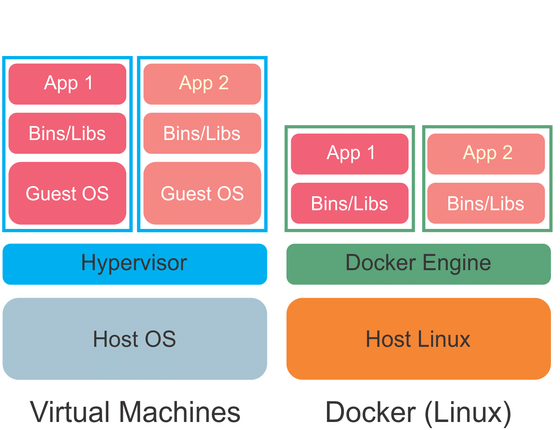 App 1
App 2
Bins/Libs
Bins/Libs
Guest OS
Guest OS
Hypervisor
Host OS
Virtual Machines
App 1
App 2
Bins/Libs
Bins/Libs
Docker Engine
Host Linux
Docker (Linux)